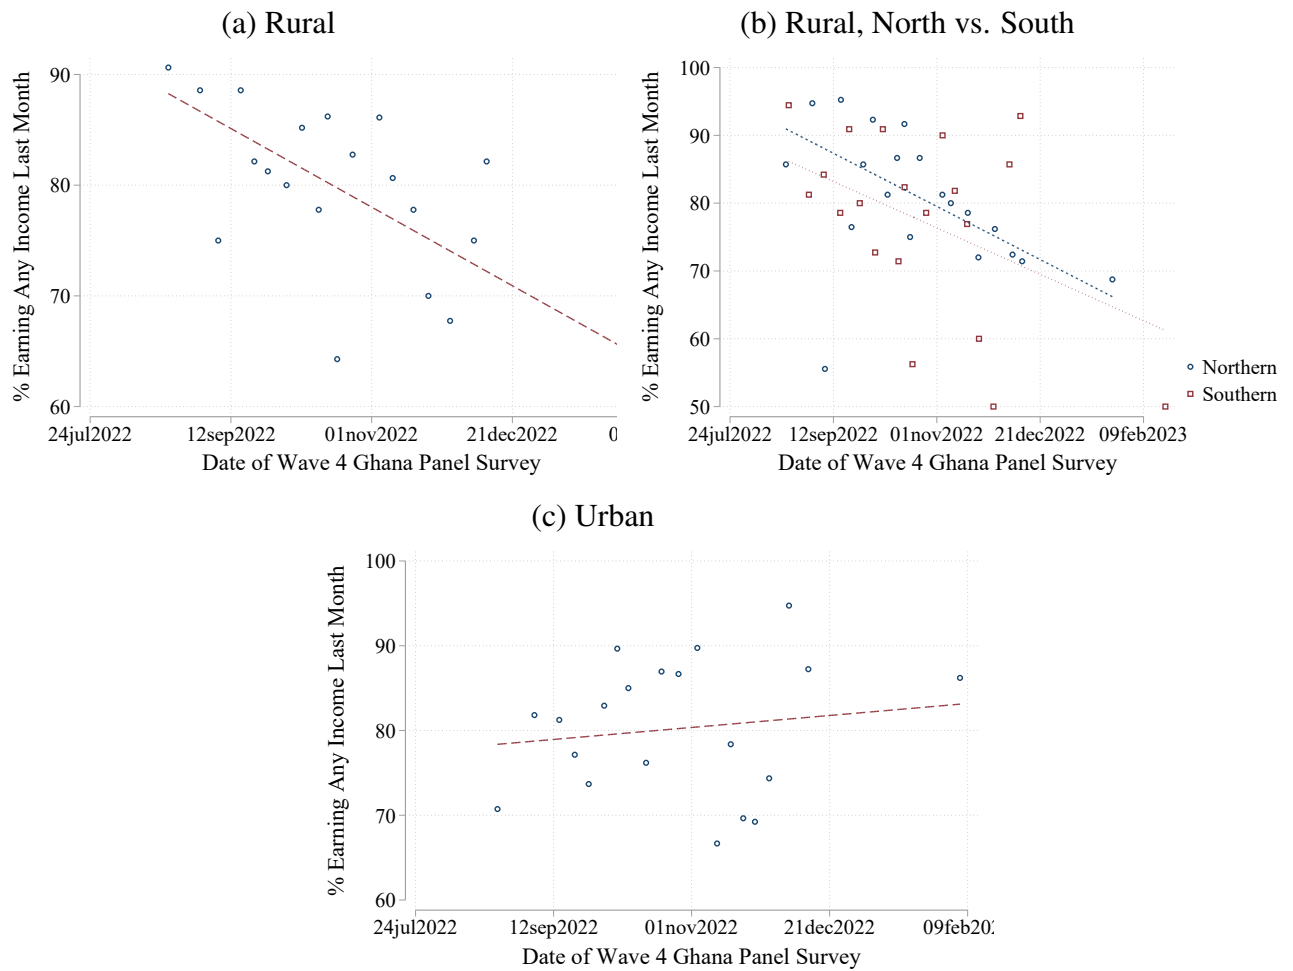 (a) Rural
% Earning Any Income Last Month
90
80
70
60
24jul2022 12sep2022 01nov2022 21dec2022 0
Date of Wave 4 Ghana Panel Survey
(b) Rural, North vs. South
% Earning Any Income Last Month
100
90
80
70
60
50
24jul2022 12sep2022 01nov2022 21dec2022 09feb2023
Date of Wave 4 Ghana Panel Survey
Northern
Southern
(c) Urban
% Earning Any Income Last Month
100
90
80
70
60
24jul2022 12sep2022 01nov2022 21dec2022 09feb20
Date of Wave 4 Ghana Panel Survey